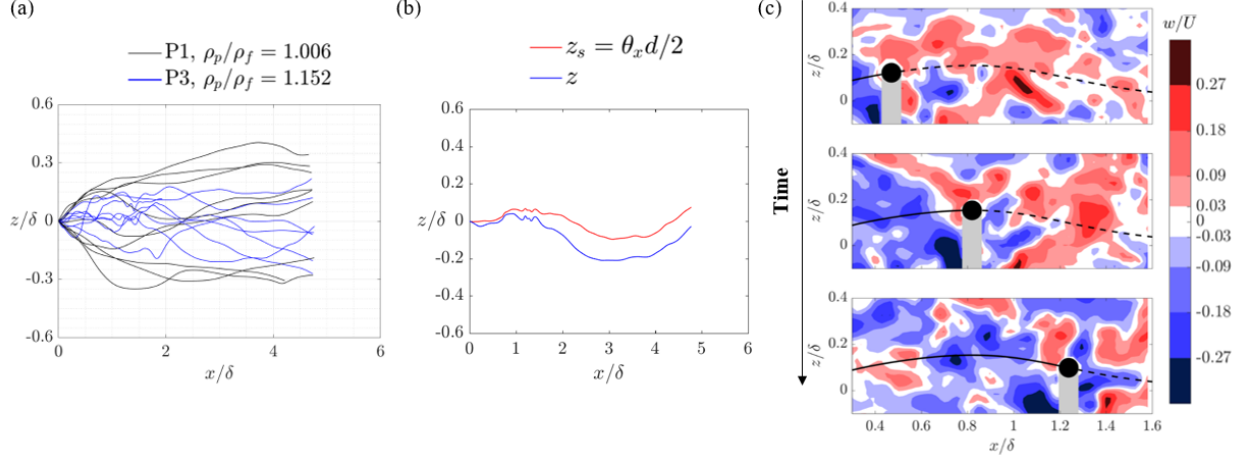 (a)
P1, ρp/ρf = 1.006
P3, ρp/ρf = 1.152
0.6
0.3
z/δ 0
-0.3
-0.6
0 2 4 6
x/δ
(b)
zs = θxd/2
z
0.6
0.4
0.2
z/δ 0
-0.2
-0.4
-0.6
0 1 2 3 4 5 6
x/δ
(c)
Time
0.4
z/δ 0.2
0
0.4
z/δ 0.2
0
0.4
z/δ 0.2
0
0.4 0.6 0.8 1 1.2 1.4 1.6
x/δ
w/U̅
0.27
0.18
0.09
0.03
0
-0.03
-0.09
-0.18
-0.27